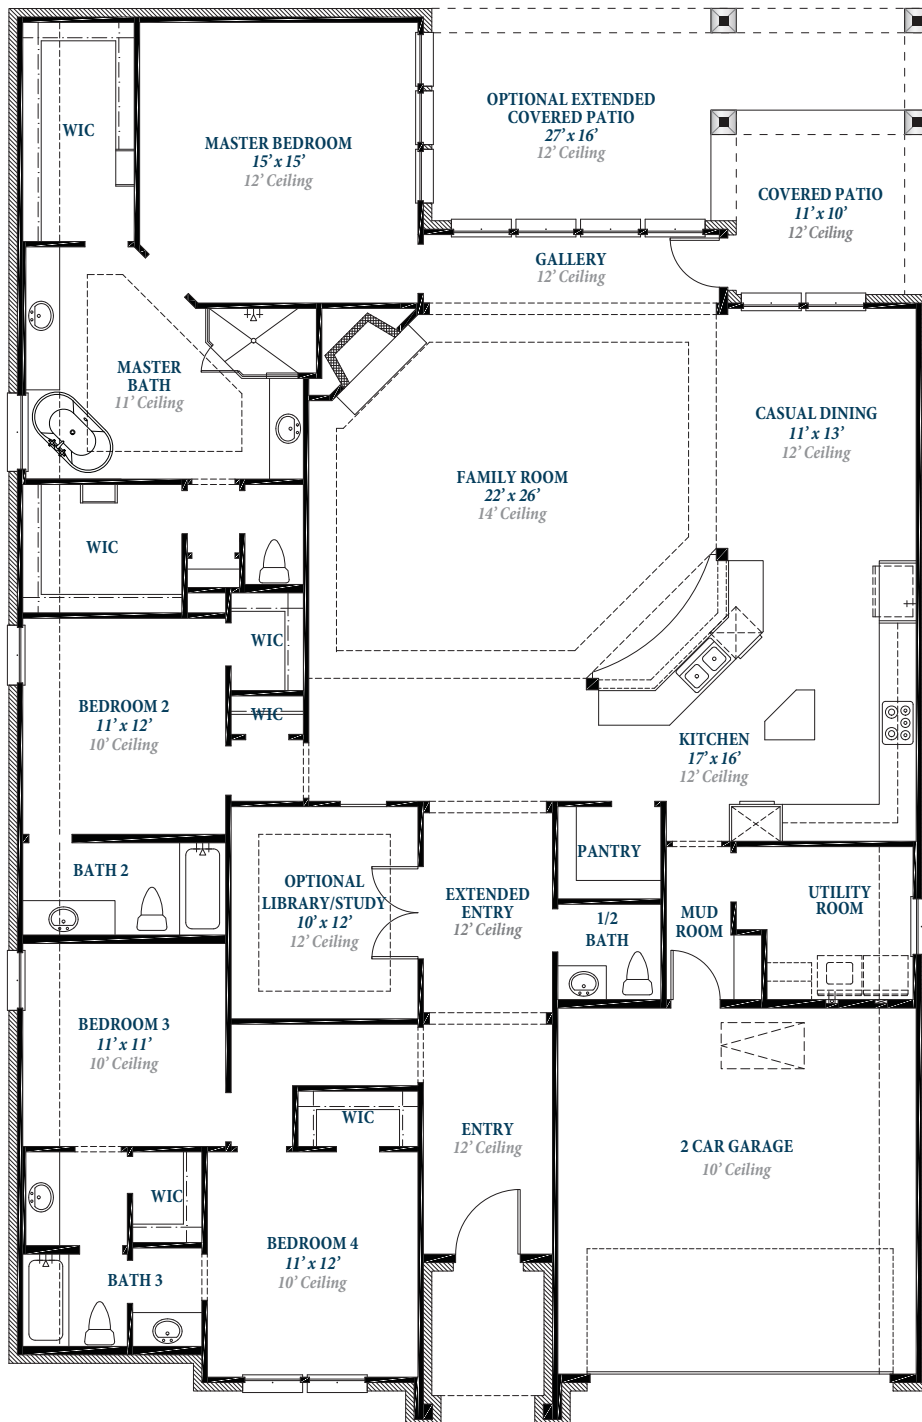 WIC
MASTER BEDROOM
15' x 15'
12' Ceiling
OPTIONAL EXTENDED
COVERED PATIO
27' x 16'
12' Ceiling
COVERED PATIO
11' x 10'
12' Ceiling
GALLERY
12' Ceiling
MASTER
BATH
11' Ceiling
CASUAL DINING
11' x 13'
12' Ceiling
FAMILY ROOM
22' x 26'
14' Ceiling
WIC
WIC
BEDROOM 2
11' x 12'
10' Ceiling
WIC
KITCHEN
17' x 16'
12' Ceiling
BATH 2
OPTIONAL
LIBRARY/STUDY
10' x 12'
12' Ceiling
EXTENDED
ENTRY
12' Ceiling
PANTRY
1/2
BATH
MUD
ROOM
UTILITY
ROOM
BEDROOM 3
11' x 11'
10' Ceiling
WIC
ENTRY
12' Ceiling
2 CAR GARAGE
10' Ceiling
WIC
BEDROOM 4
11' x 12'
10' Ceiling
BATH 3